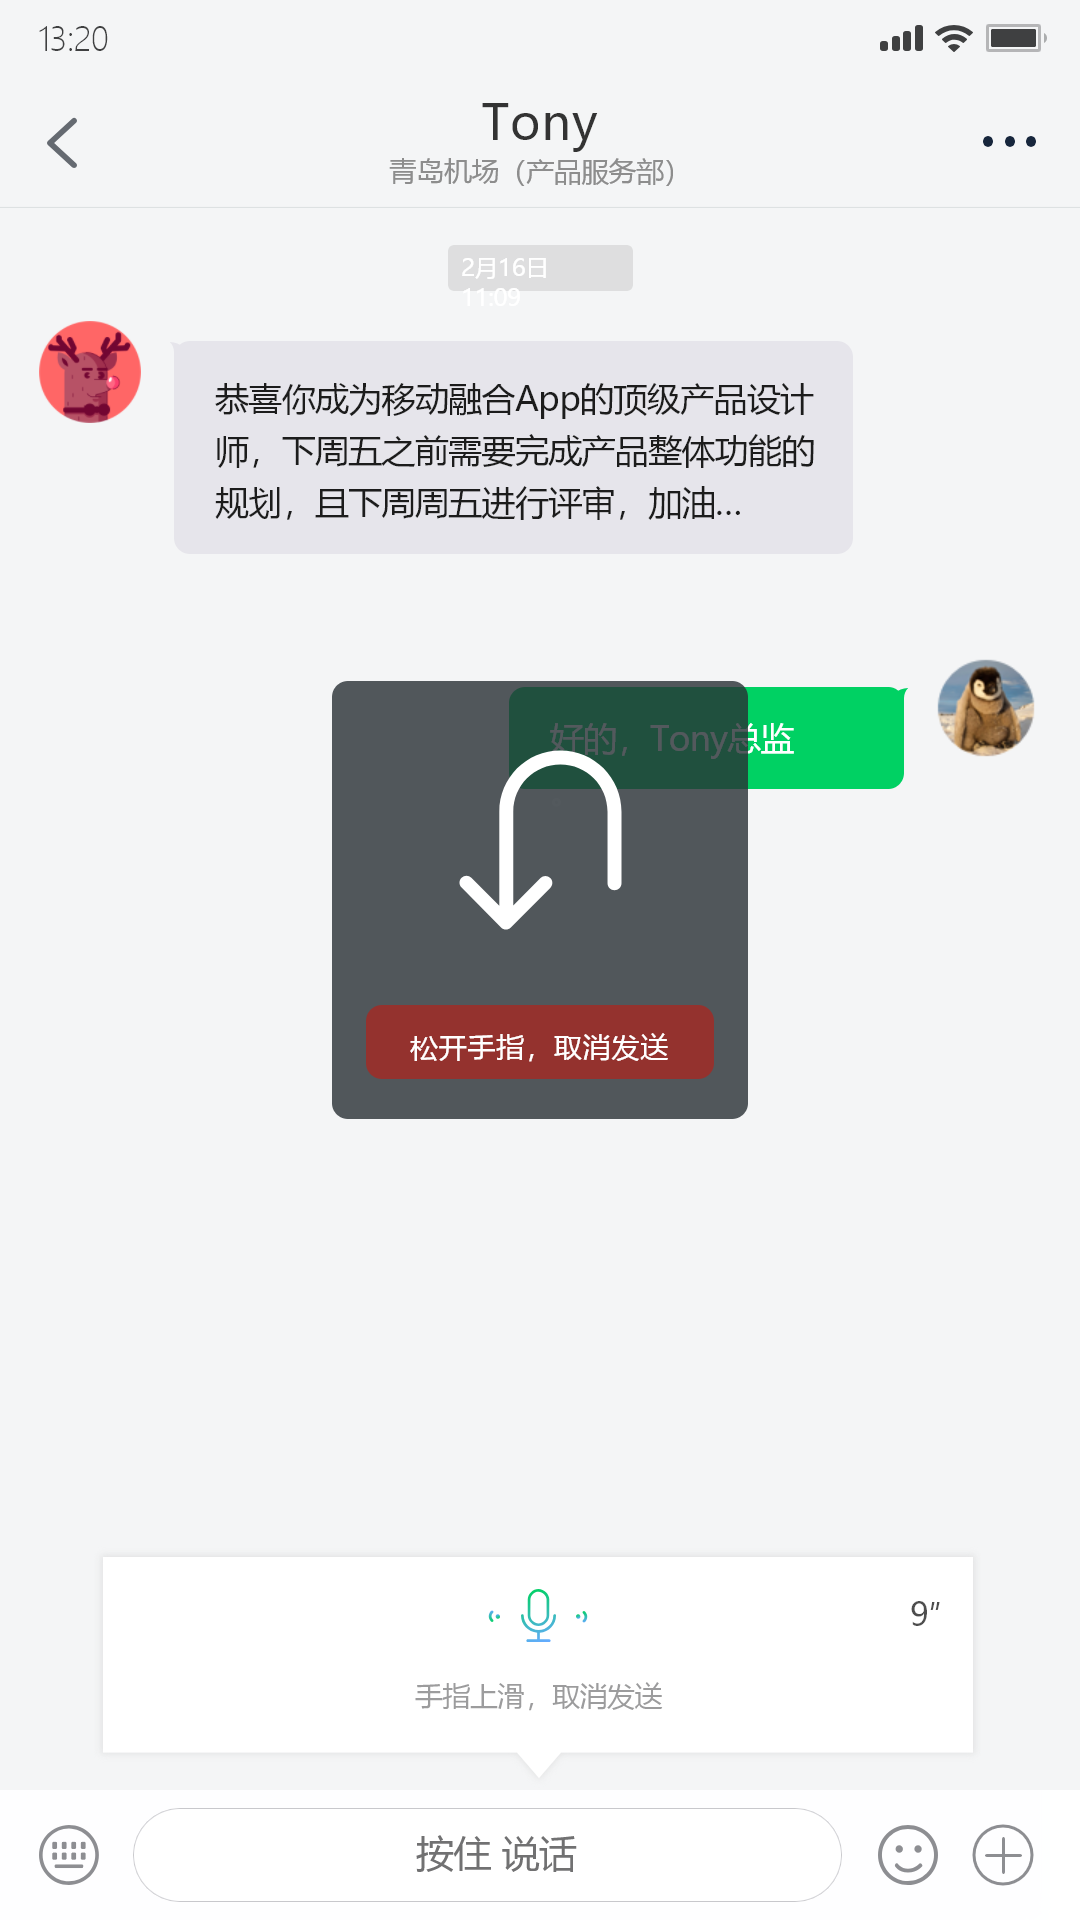 13:20
Tony
青岛机场（产品服务部）
2月16日
11:09
恭喜你成为移动融合App的顶级产品设计
师，下周五之前需要完成产品整体功能的
规划，且下周周五进行评审，加油...
好的，Tony总监
松开手指，取消发送
9″
手指上滑，取消发送
按住 说话